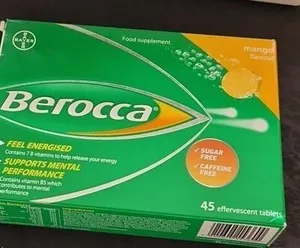 BAYER
Food supplement
mango
flavour
Berocca®
FEEL ENERGISED
Contains 7 B-vitamins to help release your energy
SUPPORTS MENTAL
PERFORMANCE
Contains vitamin B5 which
contributes to mental
performance
✓ SUGAR
FREE
✓ CAFFEINE
FREE
45 effervescent tablets